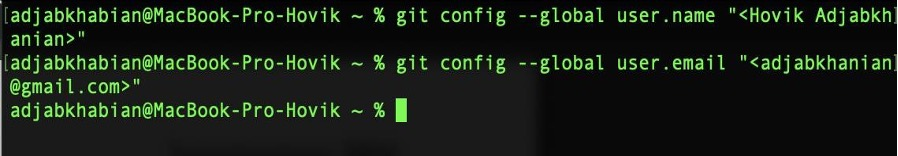 [adjabkhabian@MacBook-Pro-Hovik ~ % git config --global user.name "<Hovik Adjabkh]
anian>"
[adjabkhabian@MacBook-Pro-Hovik ~ % git config --global user.email "<adjabkhanian]
@gmail.com>"
adjabkhabian@MacBook-Pro-Hovik ~ %